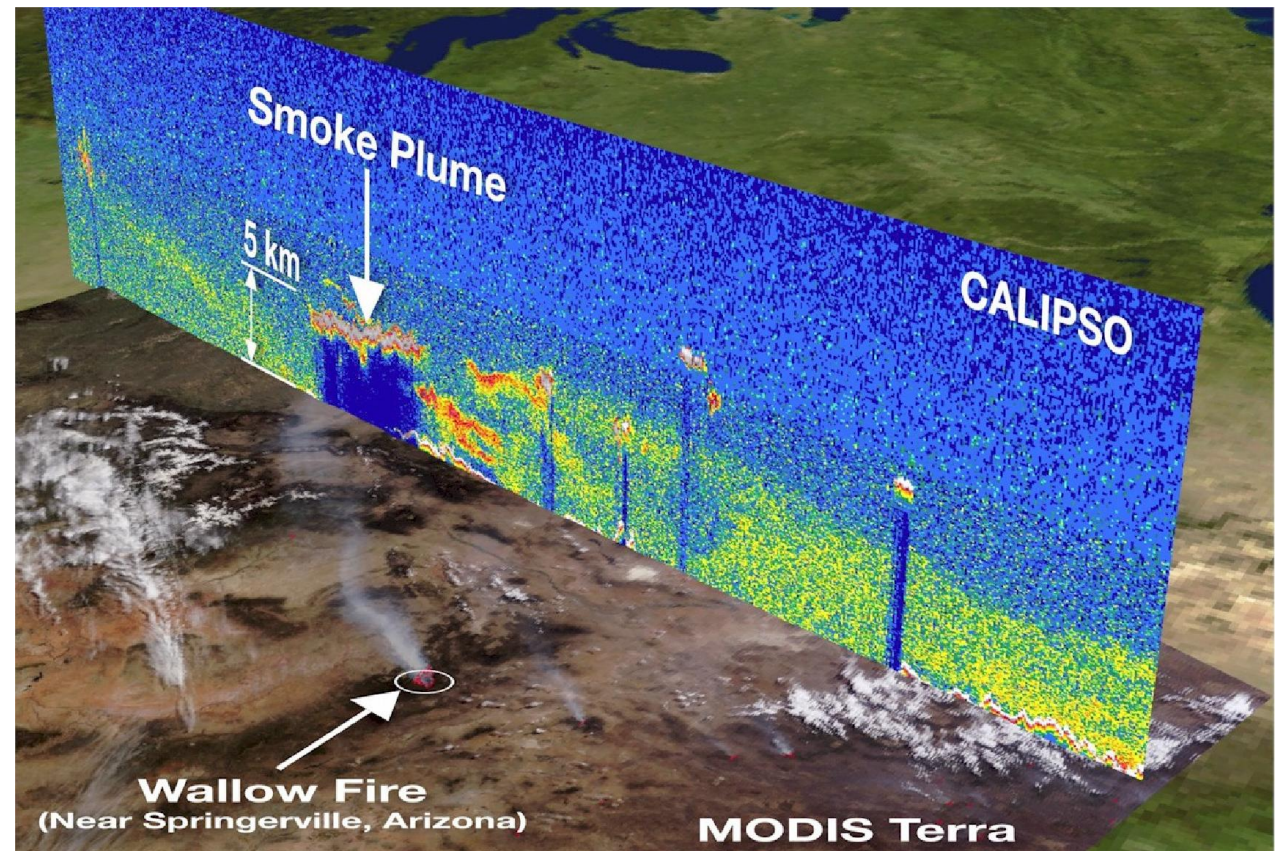 Smoke Plume
5 km
CALIPSO
Wallow Fire
(Near Springerville, Arizona)
MODIS Terra